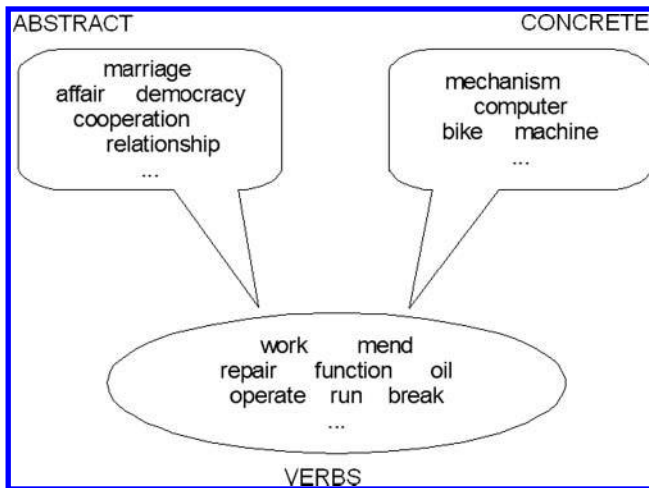 ABSTRACT
CONCRETE
marriage
affair democracy
cooperation
relationship
...
mechanism
computer
bike machine
...
work mend
repair function oil
operate run break
...
VERBS